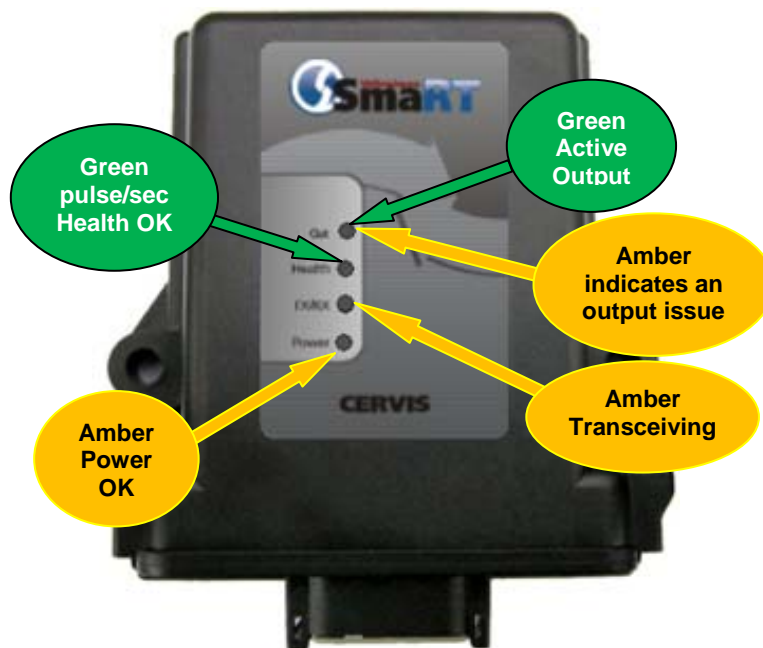 Wireless
SmaRT
Green
Active
Output
Green
pulse/sec
Health OK
Out
Health
TX/RX
Power
Amber
indicates an
output issue
Amber
Transceiving
Amber
Power
OK
CERVIS